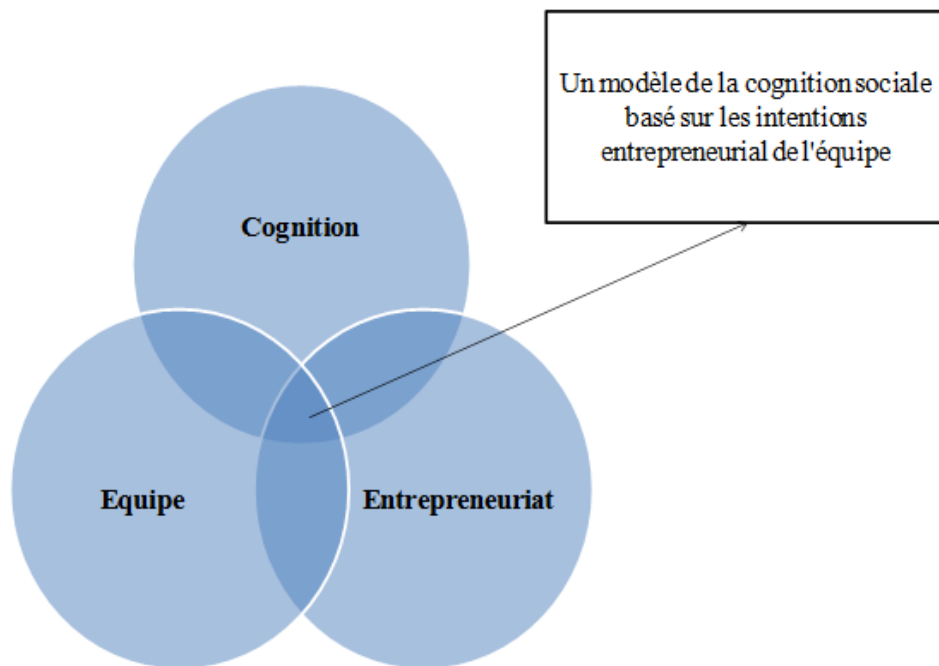 Un modèle de la cognition sociale
basé sur les intentions
entrepreneurial de l'équipe
Cognition
Equipe
Entrepreneuriat